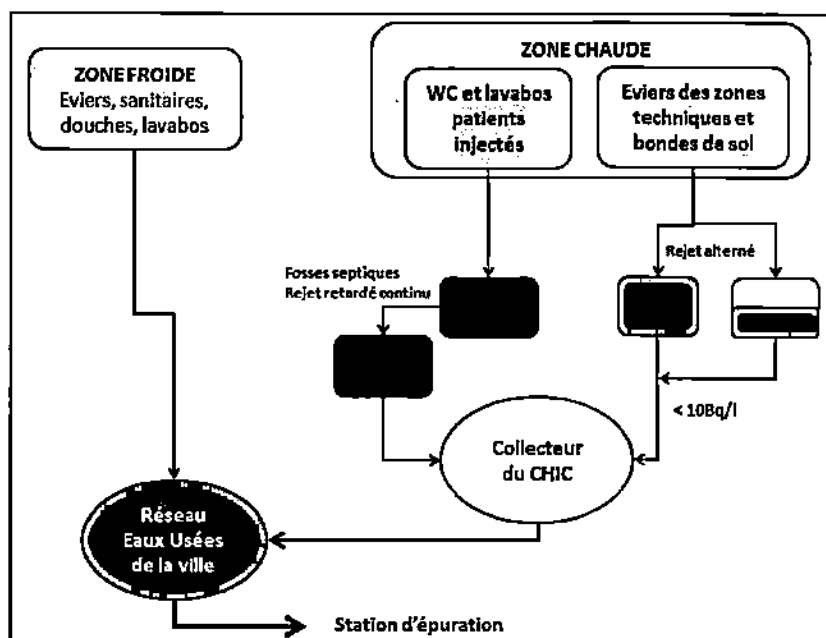 ZONE FROIDE
Eviers, sanitaires,
douches, lavabos
ZONE CHAUDE
WC et lavabos
patients
injectés
Eviers des zones
techniques et
bondes de sol
Fosses septiques
Rejet retardé continu
Rejet alterné
< 10Bq/l
Collecteur
du CHIC
Réseau
Eaux Usées
de la ville
Station d'épuration